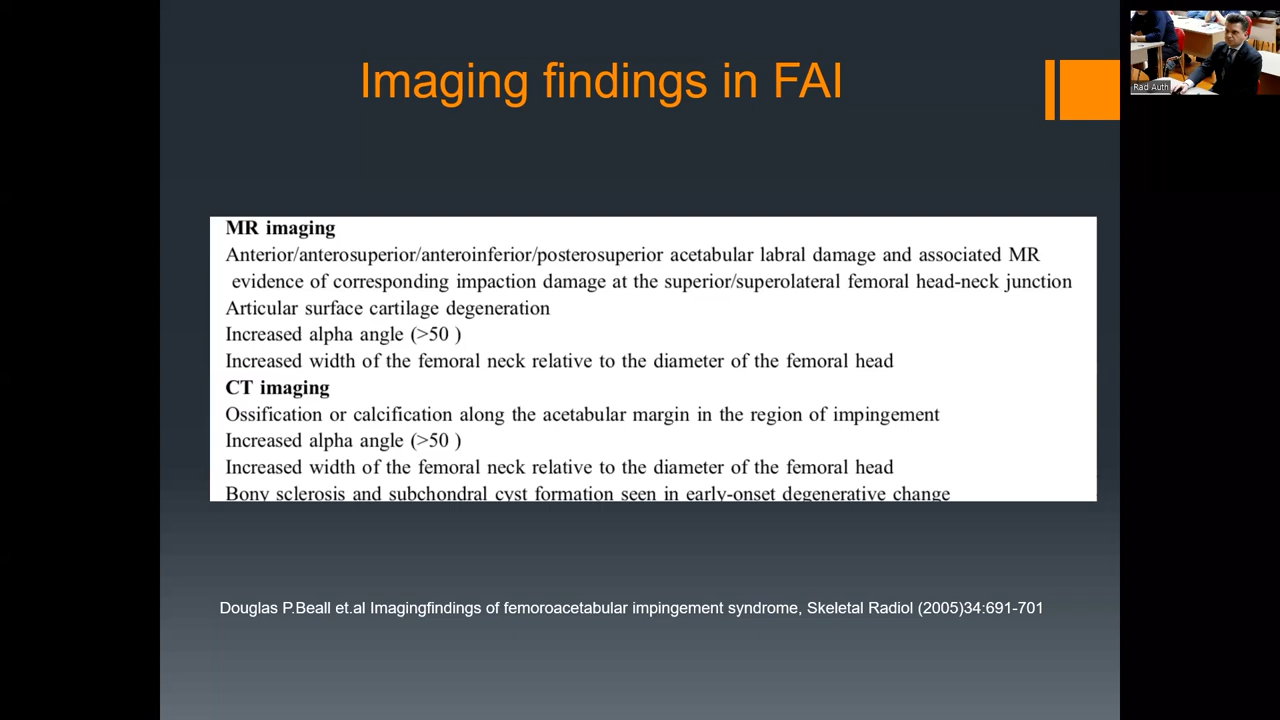 Imaging findings in FAI
Rad Auth
MR imaging
Anterior/anterosuperior/anteroinferior/posterosuperior acetabular labral damage and associated MR
evidence of corresponding impaction damage at the superior/superolateral femoral head-neck junction
Articular surface cartilage degeneration
Increased alpha angle (>50 )
Increased width of the femoral neck relative to the diameter of the femoral head
CT imaging
Ossification or calcification along the acetabular margin in the region of impingement
Increased alpha angle (>50 )
Increased width of the femoral neck relative to the diameter of the femoral head
Bony sclerosis and subchondral cyst formation seen in early-onset degenerative change
Douglas P.Beall et.al Imagingfindings of femoroacetabular impingement syndrome, Skeletal Radiol (2005)34:691-701